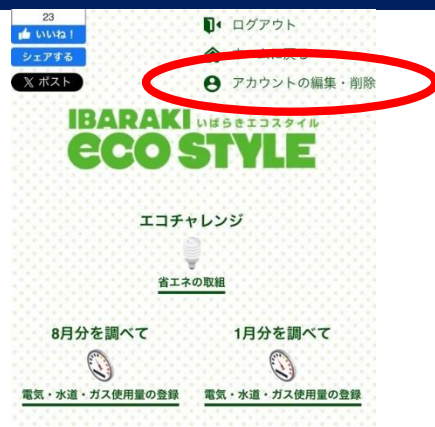 23
いいね！
シェアする
ポスト
ログアウト
アカウントの編集・削除
IBARAKI いばらきエコスタイル
eco STYLE
エコチャレンジ
省エネの取組
8月分を調べて
1月分を調べて
電気・水道・ガス使用量の登録
電気・水道・ガス使用量の登録